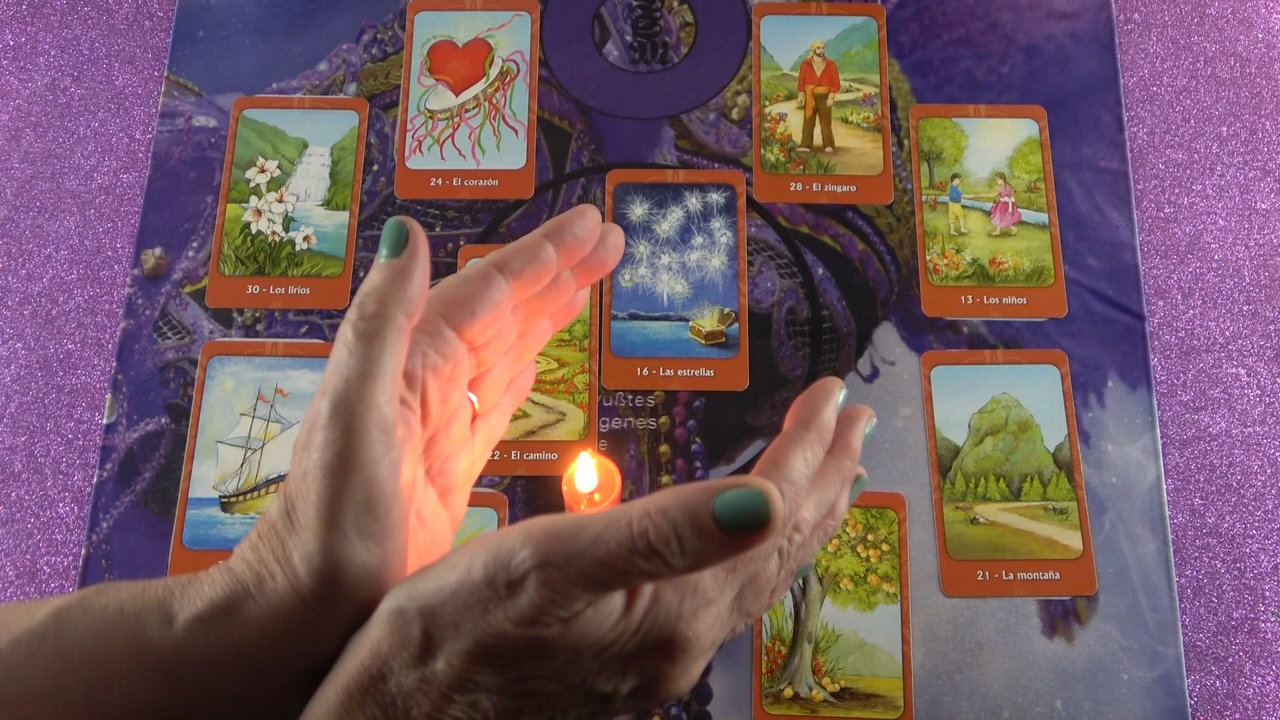 24 - El corazón
28 - El zíngaro
30 - Los lirios
13 - Los niños
16 - Las estrellas
ußtes
genes
e
22 - El camino
21 - La montaña